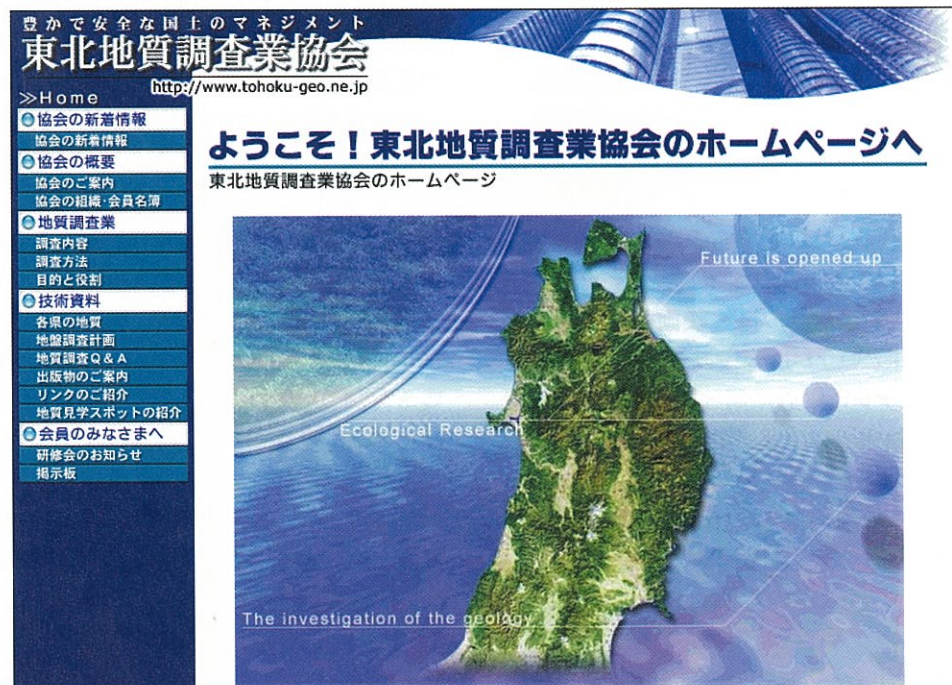 豊かで安全な国土のマネジメント
東北地質調査業協会
http://www.tohoku-geo.ne.jp
≫Home
協会の新着情報
協会の新着情報
協会の概要
協会のご案内
協会の組織･会員名簿
地質調査業
調査内容
調査方法
目的と役割
技術資料
各県の地質
地盤調査計画
地質調査Q&A
出版物のご案内
リンクのご紹介
地質見学スポットの紹介
会員のみなさまへ
研修会のお知らせ
掲示板
ようこそ！東北地質調査業協会のホームページへ
東北地質調査業協会のホームページ
Future is opened up
Ecological Research
The investigation of the geology